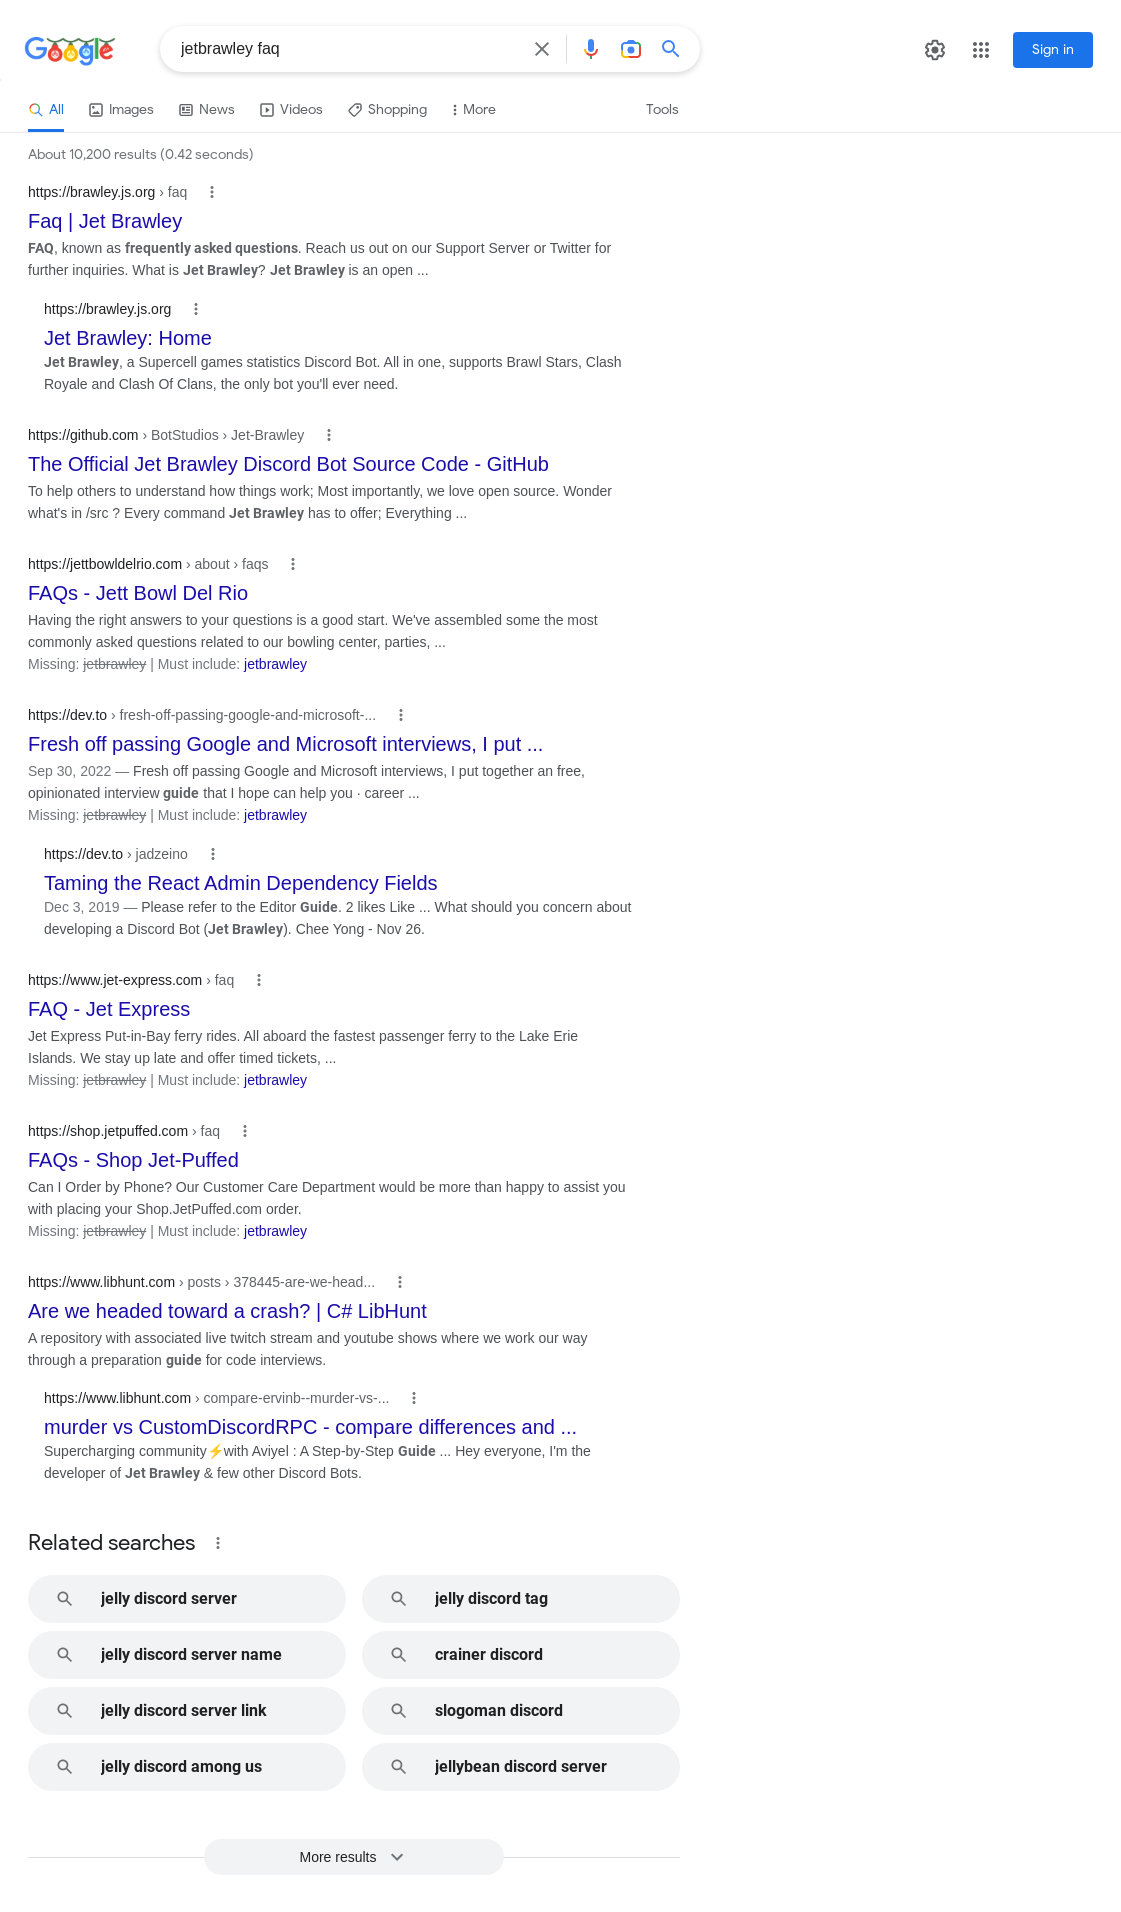 Google
jetbrawley faq
Sign in
All Images News Videos Shopping More Tools
About 10,200 results (0.42 seconds)
https://brawley.js.org › faq
Faq | Jet Brawley
FAQ, known as frequently asked questions. Reach us out on our Support Server or Twitter for
further inquiries. What is Jet Brawley? Jet Brawley is an open ...
https://brawley.js.org
Jet Brawley: Home
Jet Brawley, a Supercell games statistics Discord Bot. All in one, supports Brawl Stars, Clash
Royale and Clash Of Clans, the only bot you'll ever need.
https://github.com › BotStudios › Jet-Brawley
The Official Jet Brawley Discord Bot Source Code - GitHub
To help others to understand how things work; Most importantly, we love open source. Wonder
what's in /src ? Every command Jet Brawley has to offer; Everything ...
https://jettbowldelrio.com › about › faqs
FAQs - Jett Bowl Del Rio
Having the right answers to your questions is a good start. We've assembled some the most
commonly asked questions related to our bowling center, parties, ...
Missing: jetbrawley | Must include: jetbrawley
https://dev.to › fresh-off-passing-google-and-microsoft-...
Fresh off passing Google and Microsoft interviews, I put ...
Sep 30, 2022 — Fresh off passing Google and Microsoft interviews, I put together an free,
opinionated interview guide that I hope can help you · career ...
Missing: jetbrawley | Must include: jetbrawley
https://dev.to › jadzeino
Taming the React Admin Dependency Fields
Dec 3, 2019 — Please refer to the Editor Guide. 2 likes Like ... What should you concern about
developing a Discord Bot (Jet Brawley). Chee Yong - Nov 26.
https://www.jet-express.com › faq
FAQ - Jet Express
Jet Express Put-in-Bay ferry rides. All aboard the fastest passenger ferry to the Lake Erie
Islands. We stay up late and offer timed tickets, ...
Missing: jetbrawley | Must include: jetbrawley
https://shop.jetpuffed.com › faq
FAQs - Shop Jet-Puffed
Can I Order by Phone? Our Customer Care Department would be more than happy to assist you
with placing your Shop.JetPuffed.com order.
Missing: jetbrawley | Must include: jetbrawley
https://www.libhunt.com › posts › 378445-are-we-head...
Are we headed toward a crash? | C# LibHunt
A repository with associated live twitch stream and youtube shows where we work our way
through a preparation guide for code interviews.
https://www.libhunt.com › compare-ervinb--murder-vs-...
murder vs CustomDiscordRPC - compare differences and ...
Supercharging community⚡with Aviyel : A Step-by-Step Guide ... Hey everyone, I'm the
developer of Jet Brawley & few other Discord Bots.
Related searches
jelly discord server
jelly discord tag
jelly discord server name
crainer discord
jelly discord server link
slogoman discord
jelly discord among us
jellybean discord server
More results